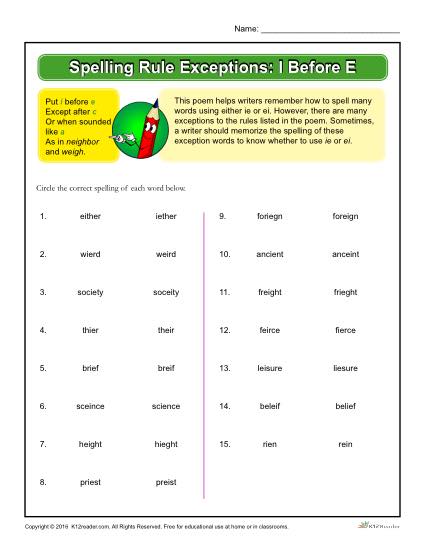 Name: ____________________
Spelling Rule Exceptions: I Before E
Put i before e
Except after c
Or when sounded
like a
As in neighbor
and weigh.
This poem helps writers remember how to spell many
words using either ie or ei. However, there are many
exceptions to the rules listed in the poem. Sometimes,
a writer should memorize the spelling of these
exception words to know whether to use ie or ei.
Circle the correct spelling of each word below.
1. either iether
2. wierd weird
3. society soceity
4. thier their
5. brief breif
6. sceince science
7. height hieght
8. priest preist
9. foriegn foreign
10. ancient anceint
11. freight frieght
12. feirce fierce
13. leisure liesure
14. beleif belief
15. rien rein
Copyright © 2016 K12reader.com. All Rights Reserved. Free for educational use at home or in classrooms.
K12Reader